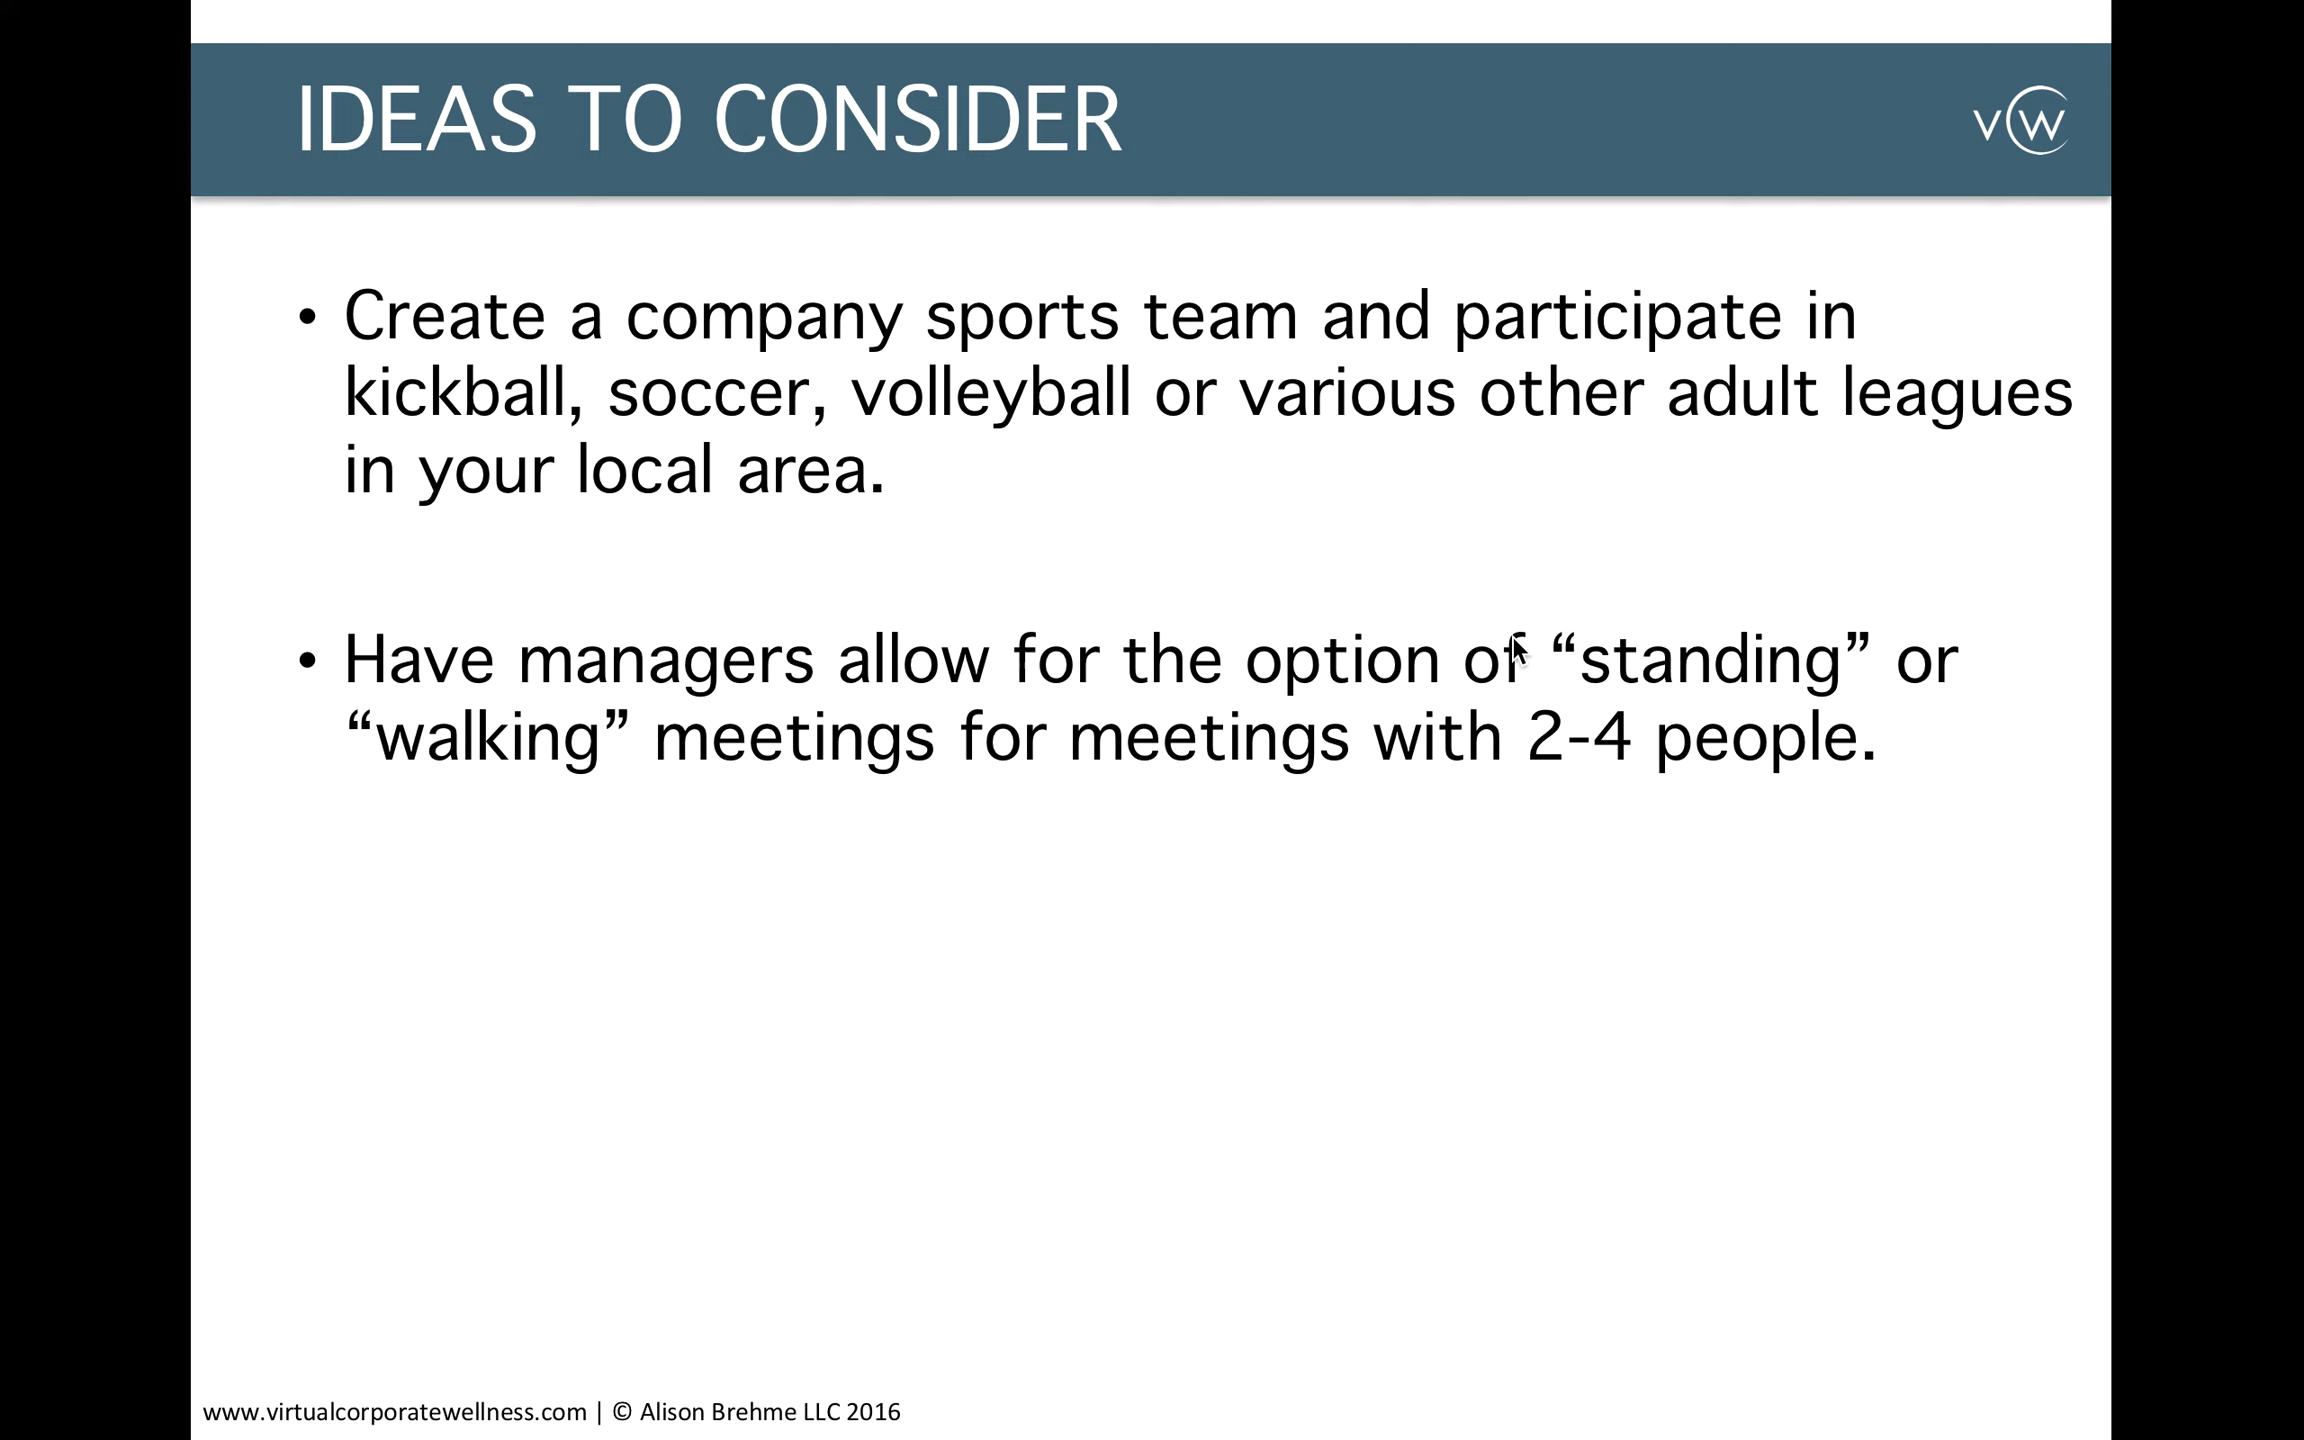 IDEAS TO CONSIDER
VCW
• Create a company sports team and participate in
kickball, soccer, volleyball or various other adult leagues
in your local area.
• Have managers allow for the option of “standing” or
“walking” meetings for meetings with 2-4 people.
www.virtualcorporatewellness.com | © Alison Brehme LLC 2016